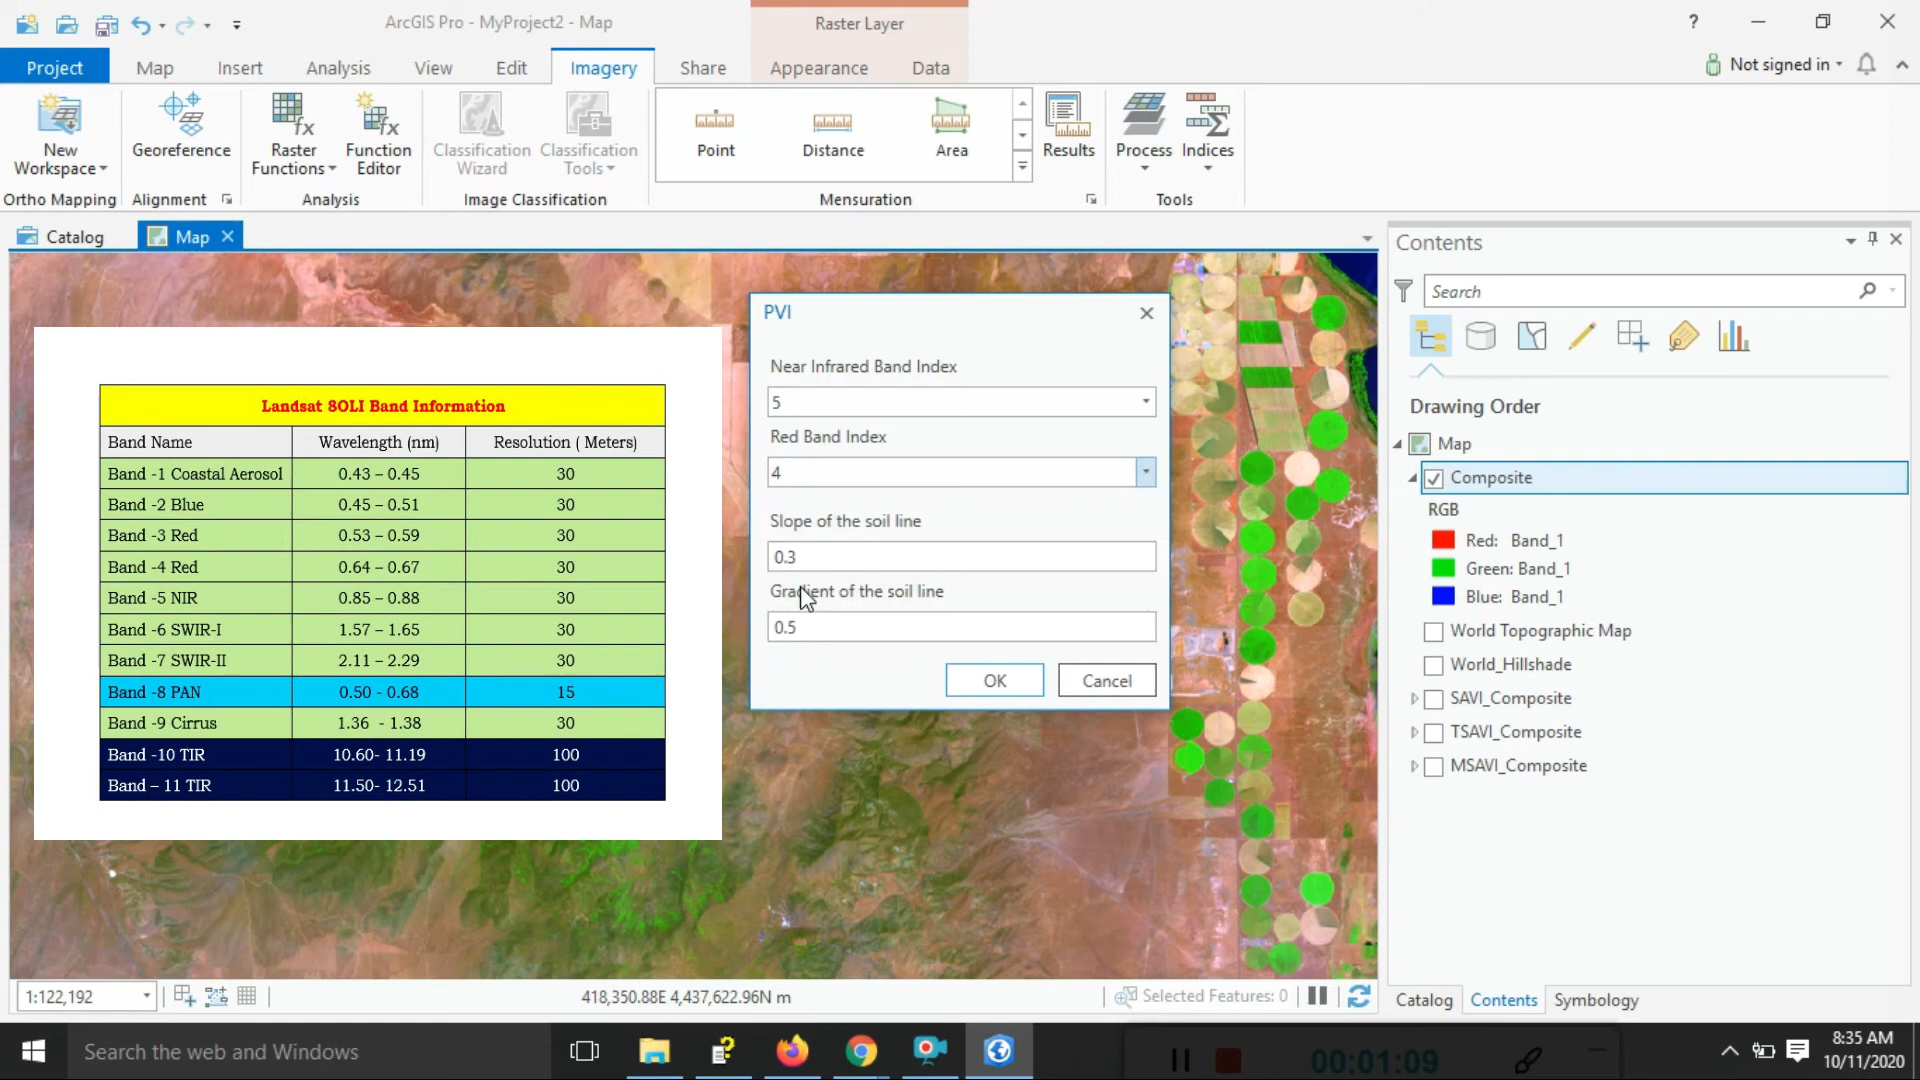 ArcGIS Pro - MyProject2 - Map
Raster Layer
?
Project
Map
Insert
Analysis
View
Edit
Imagery
Share
Appearance
Data
Not signed in
New
Workspace
Georeference
Raster
Functions
Function
Editor
Classification
Wizard
Classification
Tools
Point
Distance
Area
Results
Process
Indices
Ortho Mapping
Alignment
Analysis
Image Classification
Mensuration
Tools
Catalog
Map
Landsat 8OLI Band Information
Band Name Wavelength (nm) Resolution ( Meters)
Band -1 Coastal Aerosol 0.43 – 0.45 30
Band -2 Blue 0.45 – 0.51 30
Band -3 Red 0.53 – 0.59 30
Band -4 Red 0.64 – 0.67 30
Band -5 NIR 0.85 – 0.88 30
Band -6 SWIR-I 1.57 – 1.65 30
Band -7 SWIR-II 2.11 – 2.29 30
Band -8 PAN 0.50 - 0.68 15
Band -9 Cirrus 1.36 - 1.38 30
Band -10 TIR 10.60- 11.19 100
Band – 11 TIR 11.50- 12.51 100
PVI
Near Infrared Band Index
5
Red Band Index
4
Slope of the soil line
0.3
Gradient of the soil line
0.5
OK
Cancel
Contents
Search
Drawing Order
Map
Composite
RGB
Red: Band_1
Green: Band_1
Blue: Band_1
World Topographic Map
World_Hillshade
SAVI_Composite
TSAVI_Composite
MSAVI_Composite
1:122,192
418,350.88E 4,437,622.96N m
Selected Features: 0
Catalog
Contents
Symbology
Search the web and Windows
00:01:09
8:35 AM
10/11/2020